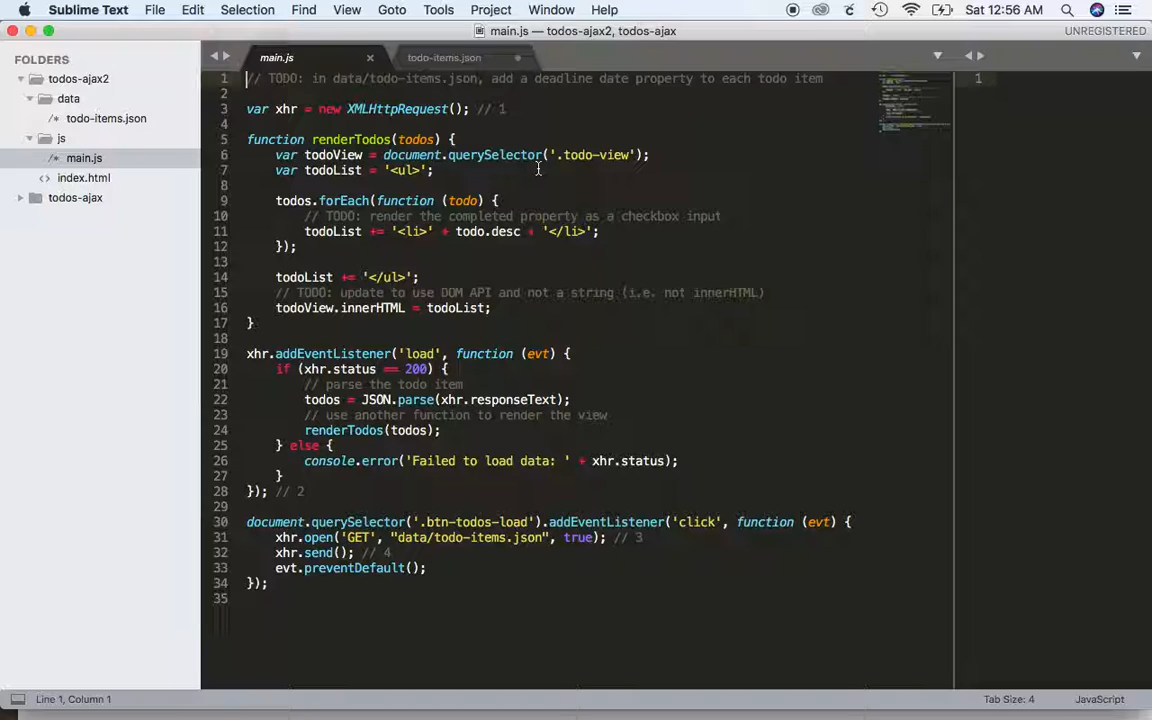 Sublime Text File Edit Selection Find View Goto Tools Project Window Help Sat 12:56 AM
main.js — todos-ajax2, todos-ajax UNREGISTERED
FOLDERS
todos-ajax2
data
todo-items.json
js
/* main.js
<> index.html
todos-ajax
main.js × todo-items.json
1 // TODO: in data/todo-items.json, add a deadline date property to each todo item
2
3 var xhr = new XMLHttpRequest(); // 1
4
5 function renderTodos(todos) {
6 var todoView = document.querySelector('.todo-view');
7 var todoList = '<ul>';
8
9 todos.forEach(function (todo) {
10 // TODO: render the completed property as a checkbox input
11 todoList += '<li>' + todo.desc + '</li>';
12 });
13
14 todoList += '</ul>';
15 // TODO: update to use DOM API and not a string (i.e. not innerHTML)
16 todoView.innerHTML = todoList;
17 }
18
19 xhr.addEventListener('load', function (evt) {
20 if (xhr.status == 200) {
21 // parse the todo item
22 todos = JSON.parse(xhr.responseText);
23 // use another function to render the view
24 renderTodos(todos);
25 } else {
26 console.error('Failed to load data: ' + xhr.status);
27 }
28 }); // 2
29
30 document.querySelector('.btn-todos-load').addEventListener('click', function (evt) {
31 xhr.open('GET', "data/todo-items.json", true); // 3
32 xhr.send(); // 4
33 evt.preventDefault();
34 });
35
1
Line 1, Column 1 Tab Size: 4 JavaScript